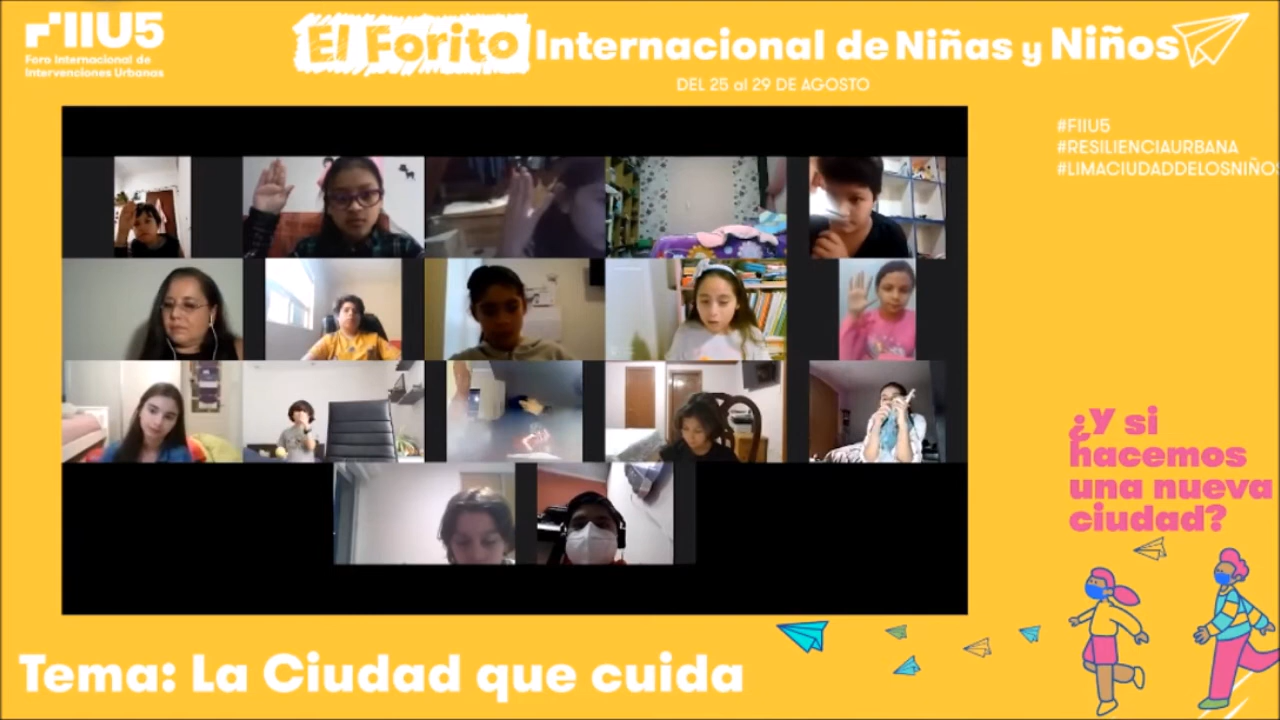 FIIU5
Foro Internacional de
Intervenciones Urbanas
El Forito Internacional de Niñas y Niños
DEL 25 al 29 DE AGOSTO
#FIIU5
#RESILIENCIAURBANA
#LIMACIUDADDELOSNIÑOS
¿Y si
hacemos
una nueva
ciudad?
Tema: La Ciudad que cuida